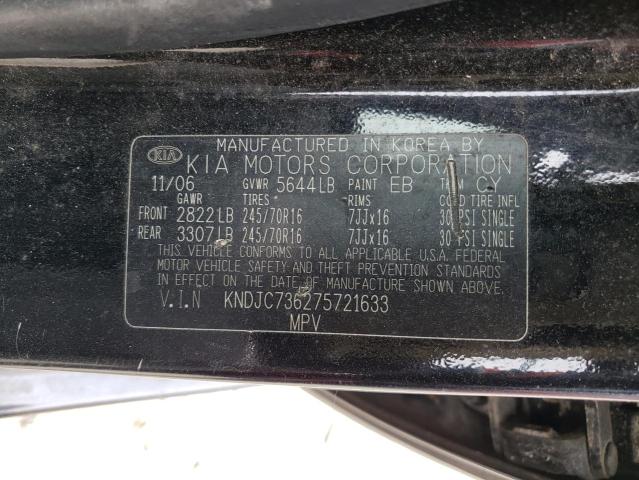 MANUFACTURED IN KOREA BY
KIA KIA MOTORS CORPORATION
11/06 GVWR 5644LB PAINT EB TRIM CY
GAWR TIRES RIMS COLD TIRE INFL
FRONT 2822LB 245/70R16 7JJx16 30 PSI SINGLE
REAR 3307LB 245/70R16 7JJx16 30 PSI SINGLE
THIS VEHICLE CONFORMS TO ALL APPLICABLE U.S.A. FEDERAL
MOTOR VEHICLE SAFETY AND THEFT PREVENTION STANDARDS
IN EFFECT ON THE DATE OF MANUFACTURE SHOWN ABOVE.
V.I.N KNDJC736275721633
MPV